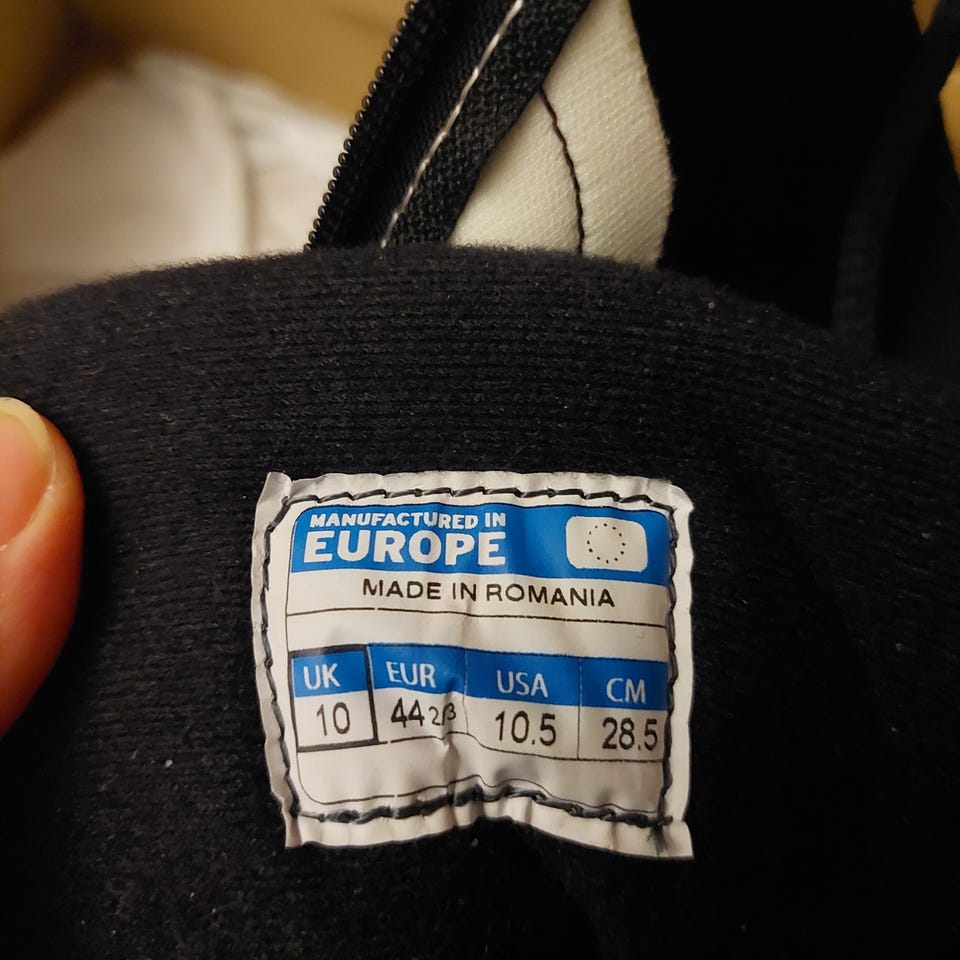 MANUFACTURED IN
EUROPE
MADE IN ROMANIA
UK EUR USA CM
10 44 2/3 10.5 28.5